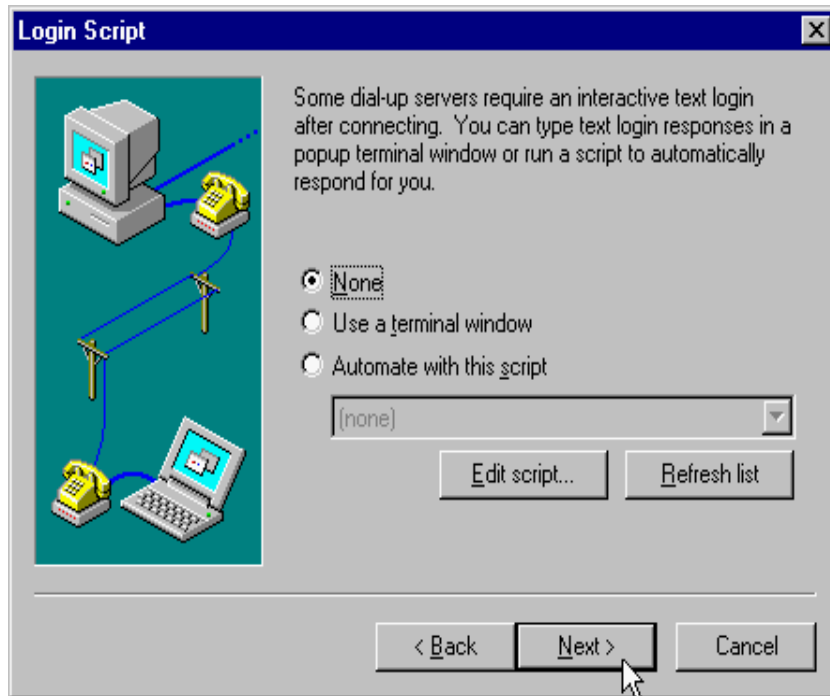 Login Script
Some dial-up servers require an interactive text login
after connecting.  You can type text login responses in a
popup terminal window or run a script to automatically
respond for you.
None
Use a terminal window
Automate with this script
(none)
Edit script...
Refresh list
< Back
Next >
Cancel